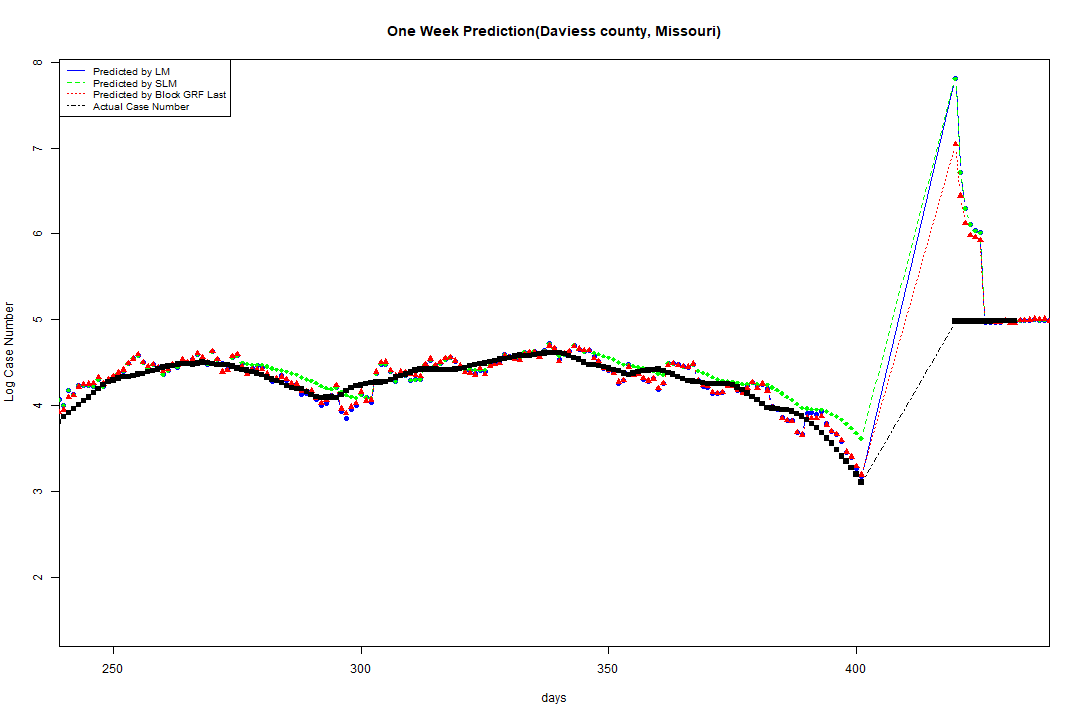 One Week Prediction(Daviess county, Missouri)
Predicted by LM
Predicted by SLM
Predicted by Block GRF Last
Actual Case Number
8
7
6
5
4
3
2
Log Case Number
250 300 350 400
days